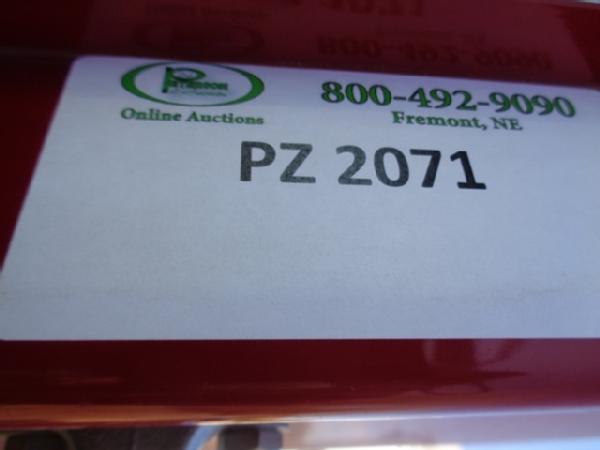 800-492-9090
Online Auctions
Fremont, NE
PZ 2071